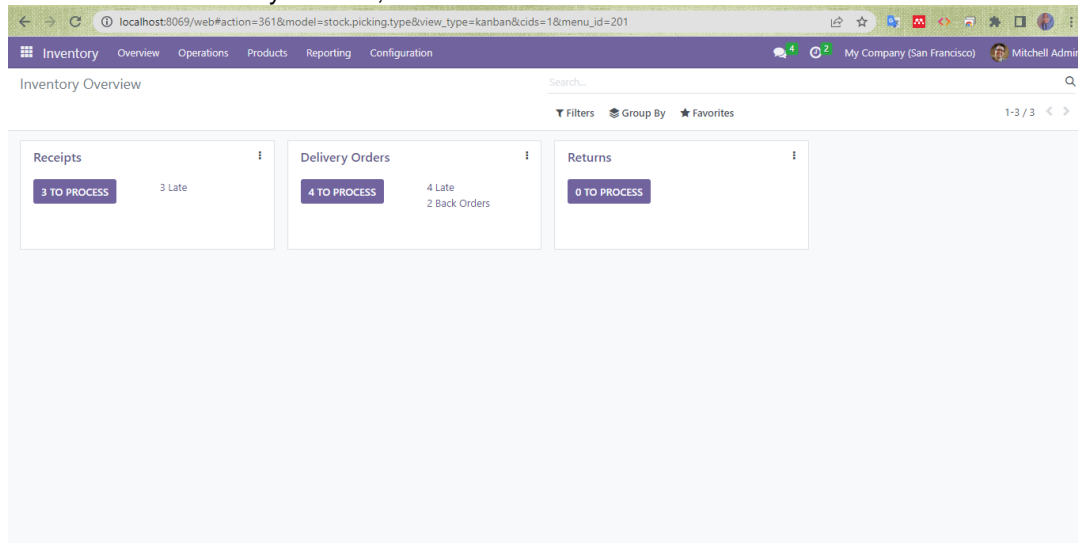 localhost:8069/web#action=361&model=stock.picking.type&view_type=kanban&cids=1&menu_id=201
Inventory Overview Operations Products Reporting Configuration 4 2 My Company (San Francisco) Mitchell Admin
Inventory Overview
Search...
Filters Group By Favorites 1-3 / 3
Receipts
3 TO PROCESS
3 Late
Delivery Orders
4 TO PROCESS
4 Late
2 Back Orders
Returns
0 TO PROCESS